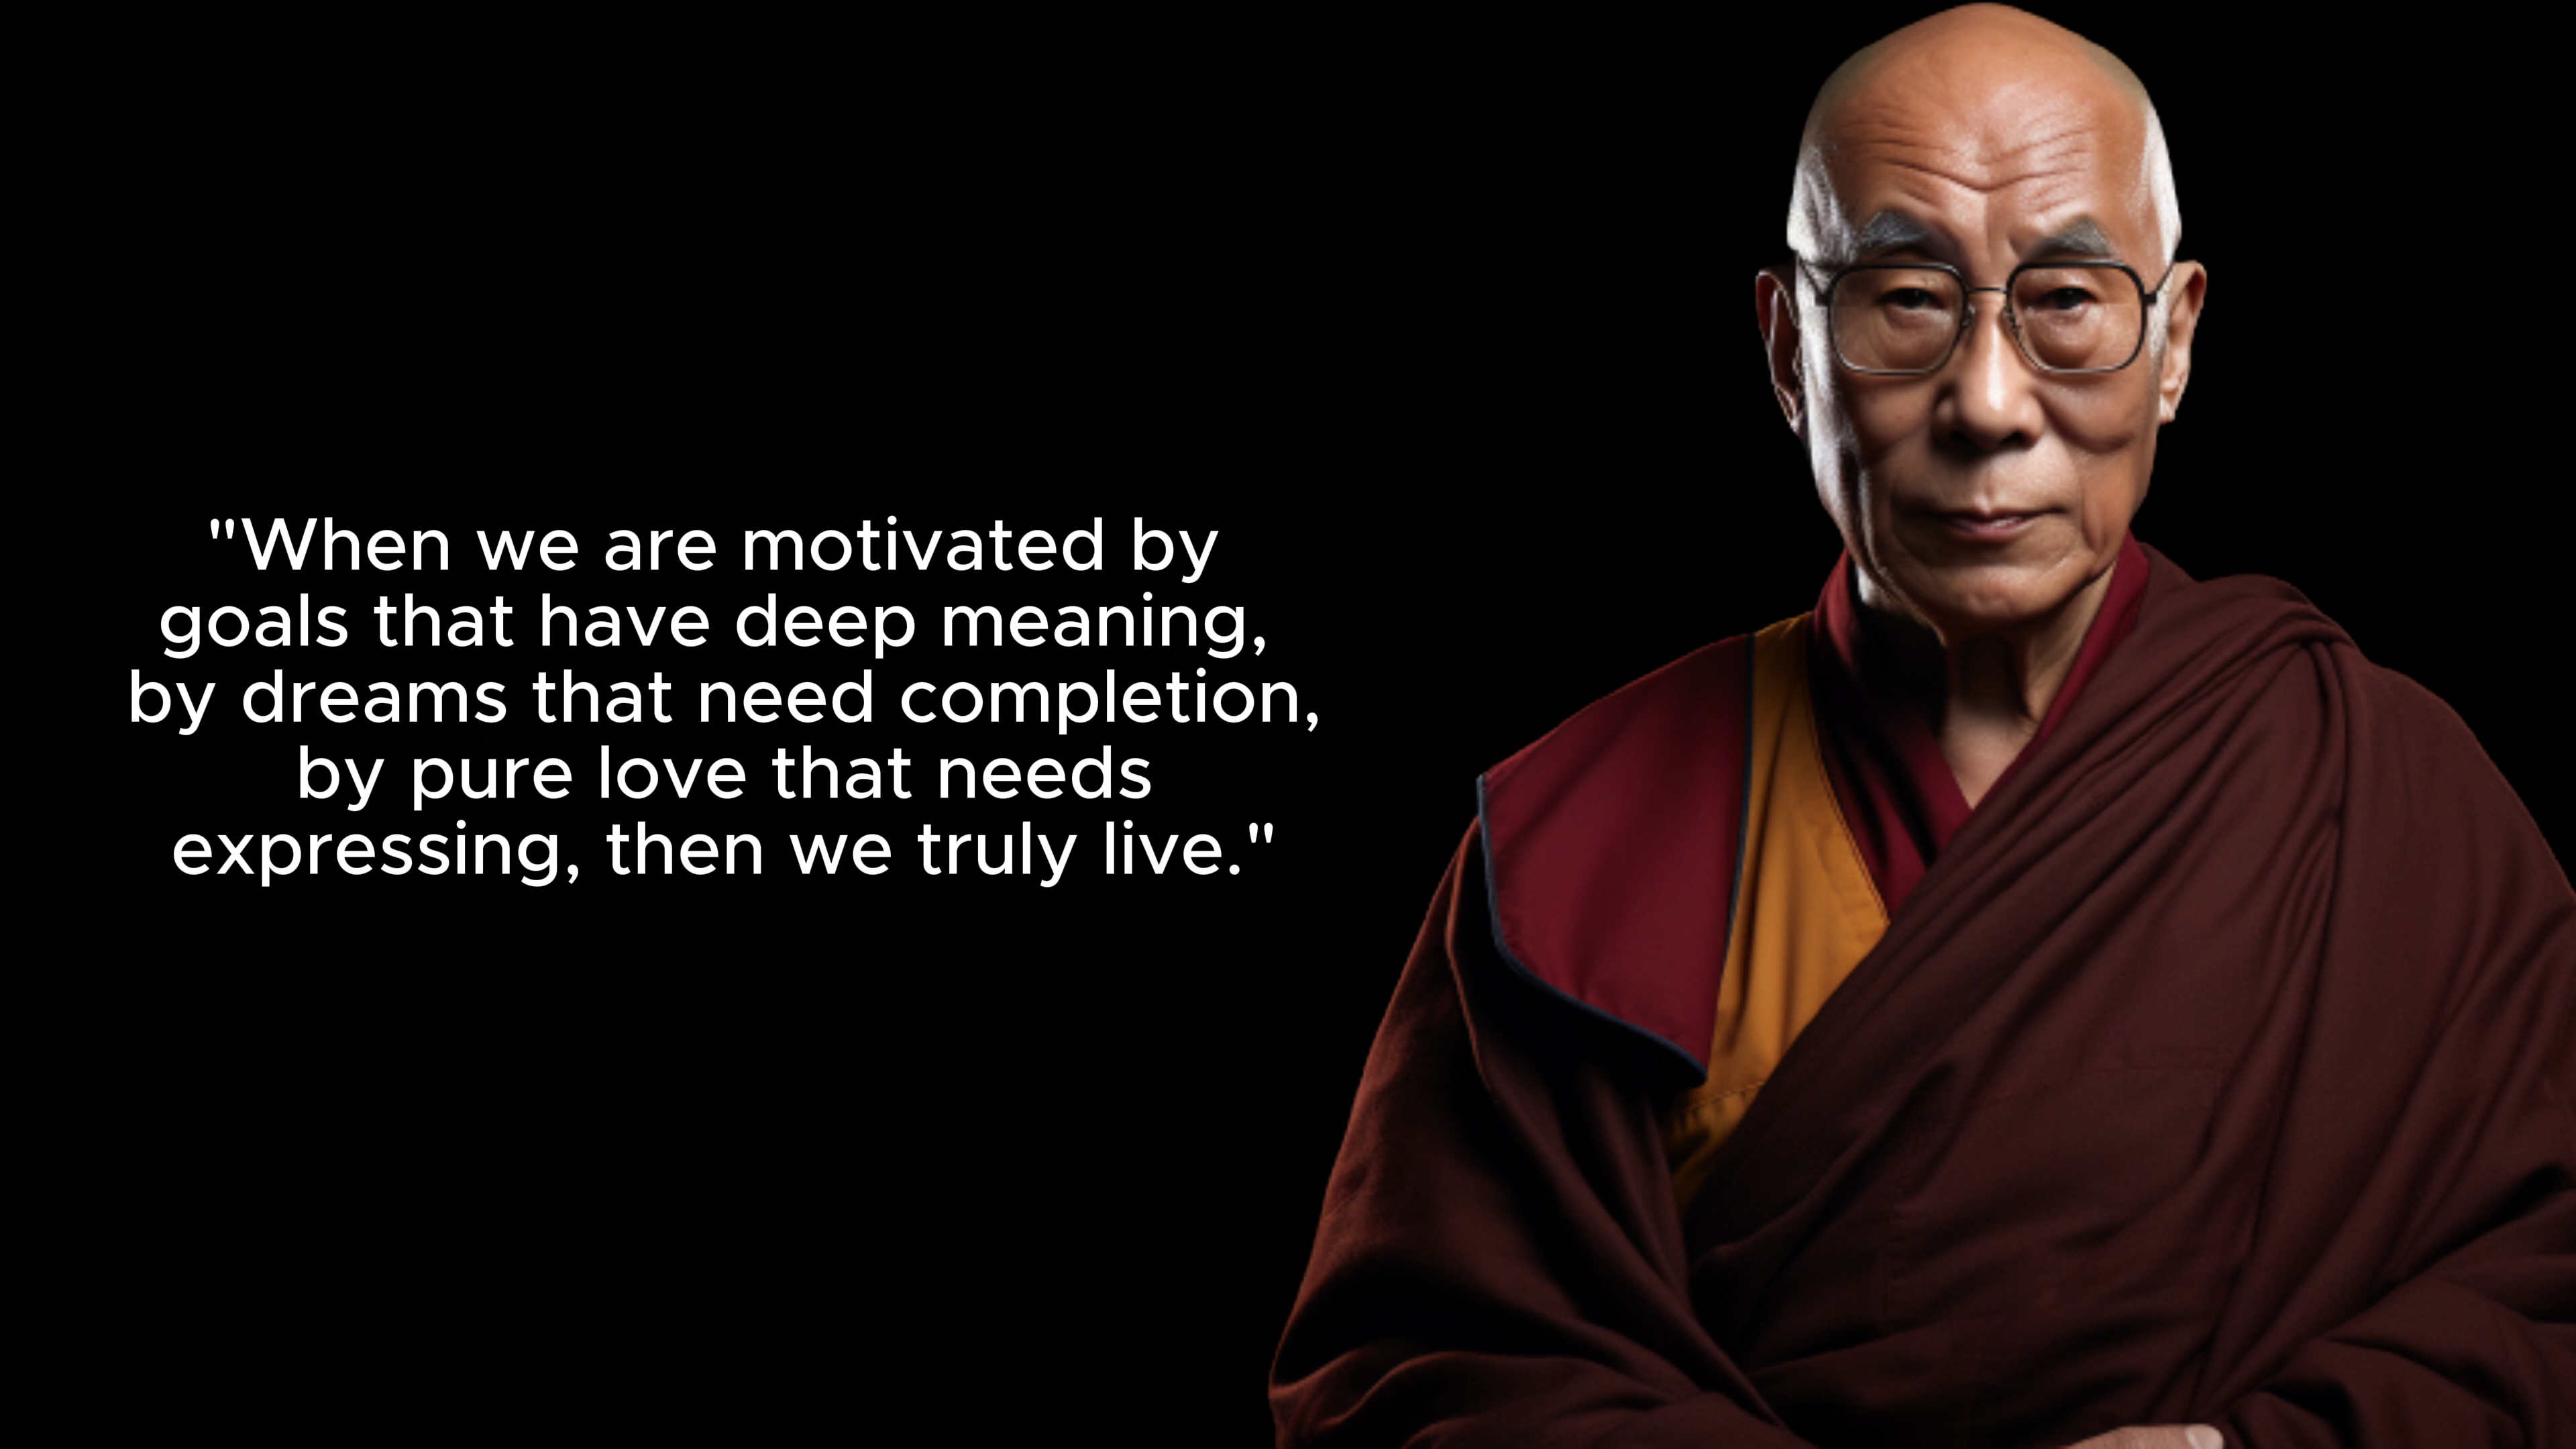 "When we are motivated by
goals that have deep meaning,
by dreams that need completion,
by pure love that needs
expressing, then we truly live."